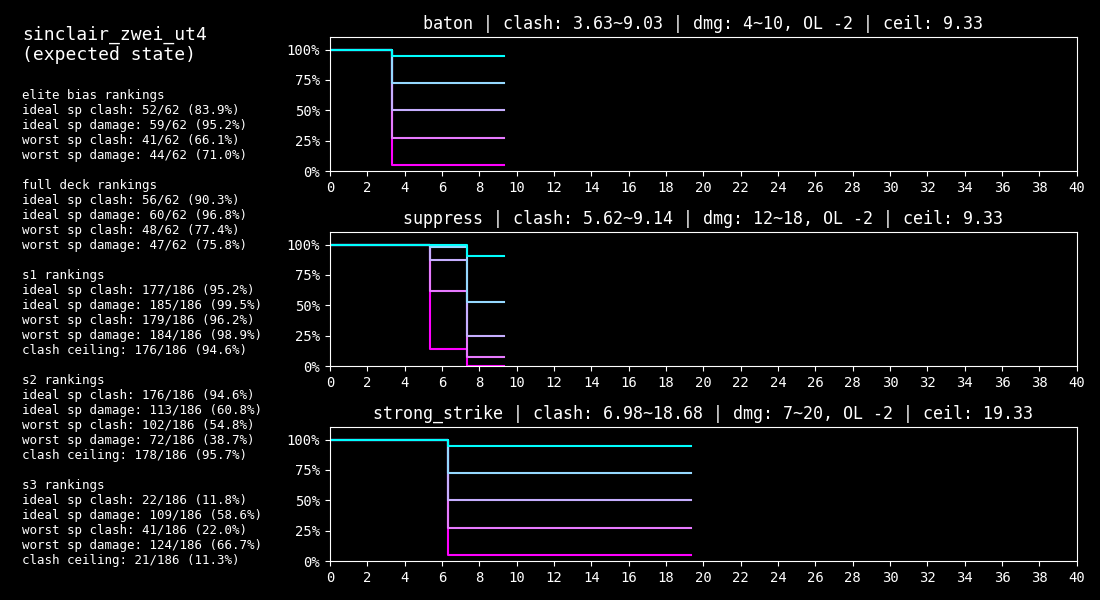 sinclair_zwei_ut4
(expected state)
elite bias rankings
ideal sp clash: 52/62 (83.9%)
ideal sp damage: 59/62 (95.2%)
worst sp clash: 41/62 (66.1%)
worst sp damage: 44/62 (71.0%)
full deck rankings
ideal sp clash: 56/62 (90.3%)
ideal sp damage: 60/62 (96.8%)
worst sp clash: 48/62 (77.4%)
worst sp damage: 47/62 (75.8%)
s1 rankings
ideal sp clash: 177/186 (95.2%)
ideal sp damage: 185/186 (99.5%)
worst sp clash: 179/186 (96.2%)
worst sp damage: 184/186 (98.9%)
clash ceiling: 176/186 (94.6%)
s2 rankings
ideal sp clash: 176/186 (94.6%)
ideal sp damage: 113/186 (60.8%)
worst sp clash: 102/186 (54.8%)
worst sp damage: 72/186 (38.7%)
clash ceiling: 178/186 (95.7%)
s3 rankings
ideal sp clash: 22/186 (11.8%)
ideal sp damage: 109/186 (58.6%)
worst sp clash: 41/186 (22.0%)
worst sp damage: 124/186 (66.7%)
clash ceiling: 21/186 (11.3%)
baton | clash: 3.63~9.03 | dmg: 4~10, OL -2 | ceil: 9.33
100%
75%
50%
25%
0%
0 2 4 6 8 10 12 14 16 18 20 22 24 26 28 30 32 34 36 38 40
suppress | clash: 5.62~9.14 | dmg: 12~18, OL -2 | ceil: 9.33
100%
75%
50%
25%
0%
0 2 4 6 8 10 12 14 16 18 20 22 24 26 28 30 32 34 36 38 40
strong_strike | clash: 6.98~18.68 | dmg: 7~20, OL -2 | ceil: 19.33
100%
75%
50%
25%
0%
0 2 4 6 8 10 12 14 16 18 20 22 24 26 28 30 32 34 36 38 40